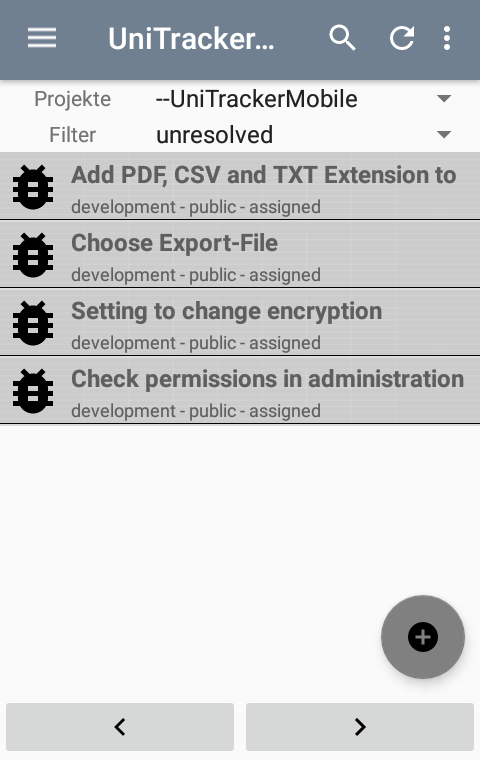 UniTracker...
Projekte --UniTrackerMobile
Filter unresolved
Add PDF, CSV and TXT Extension to
development - public - assigned
Choose Export-File
development - public - assigned
Setting to change encryption
development - public - assigned
Check permissions in administration
development - public - assigned